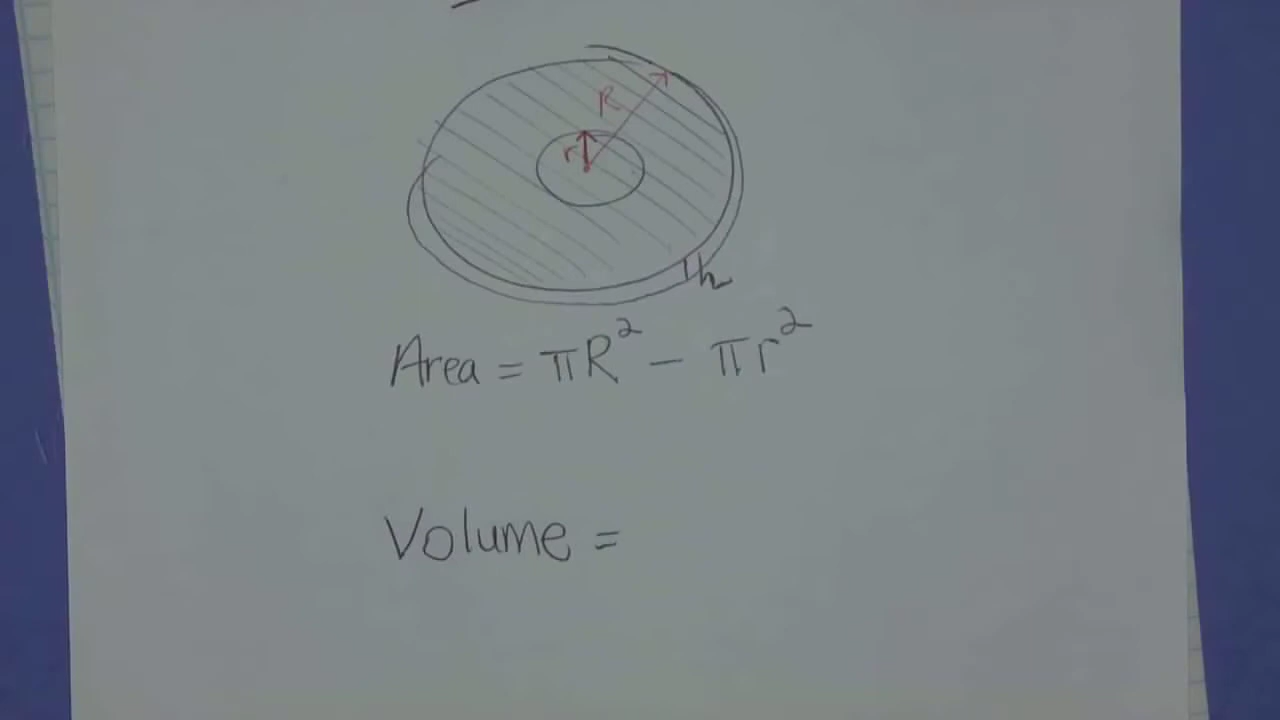 R
r
h
Area = πR² - πr²
Volume =